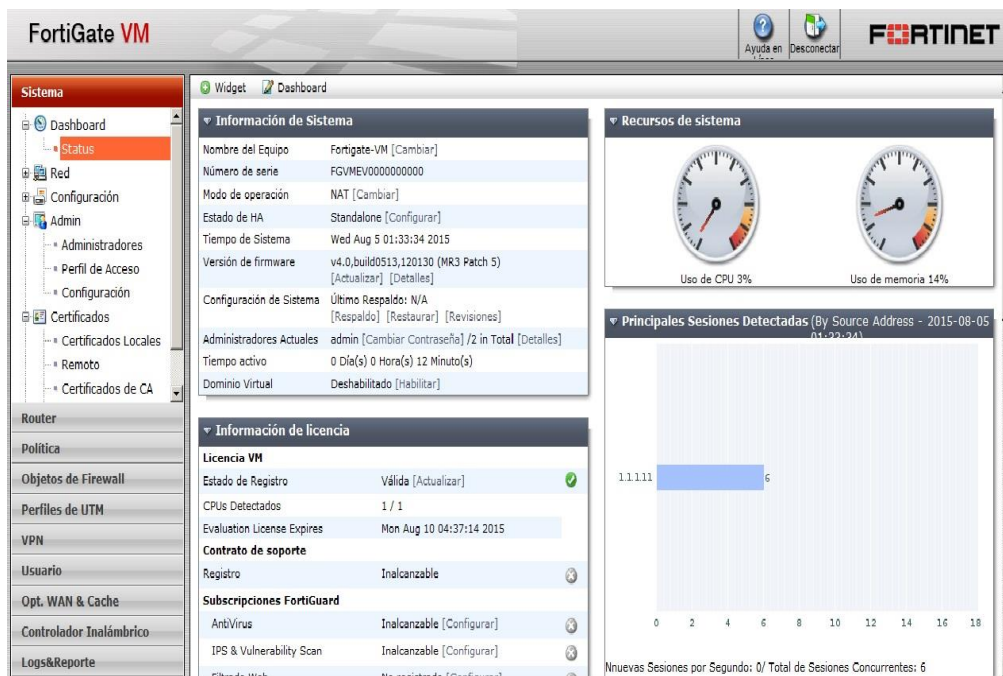 FortiGate VM
Ayuda en
Desconectar
FORTINET
Sistema
Dashboard
Status
Red
Configuración
Admin
Administradores
Perfil de Acceso
Configuración
Certificados
Certificados Locales
Remoto
Certificados de CA
Router
Política
Objetos de Firewall
Perfiles de UTM
VPN
Usuario
Opt. WAN & Cache
Controlador Inalámbrico
Logs&Reporte
Widget Dashboard
Información de Sistema
Nombre del Equipo Fortigate-VM [Cambiar]
Número de serie FGVMEV0000000000
Modo de operación NAT [Cambiar]
Estado de HA Standalone [Configurar]
Tiempo de Sistema Wed Aug 5 01:33:34 2015
Versión de firmware v4.0,build0513,120130 (MR3 Patch 5)
[Actualizar] [Detalles]
Configuración de Sistema Último Respaldo: N/A
[Respaldo] [Restaurar] [Revisiones]
Administradores Actuales admin [Cambiar Contraseña] /2 in Total [Detalles]
Tiempo activo 0 Día(s) 0 Hora(s) 12 Minuto(s)
Dominio Virtual Deshabilitado [Habilitar]
Información de licencia
Licencia VM
Estado de Registro Válida [Actualizar]
CPUs Detectados 1 / 1
Evaluation License Expires Mon Aug 10 04:37:14 2015
Contrato de soporte
Registro Inalcanzable
Subscripciones FortiGuard
AntiVirus Inalcanzable [Configurar]
IPS & Vulnerability Scan Inalcanzable [Configurar]
Recursos de sistema
Uso de CPU 3%
Uso de memoria 14%
Principales Sesiones Detectadas (By Source Address - 2015-08-05
1.1.1.11
6
0 2 4 6 8 10 12 14 16 18
Nnuevas Sesiones por Segundo: 0/ Total de Sesiones Concurrentes: 6